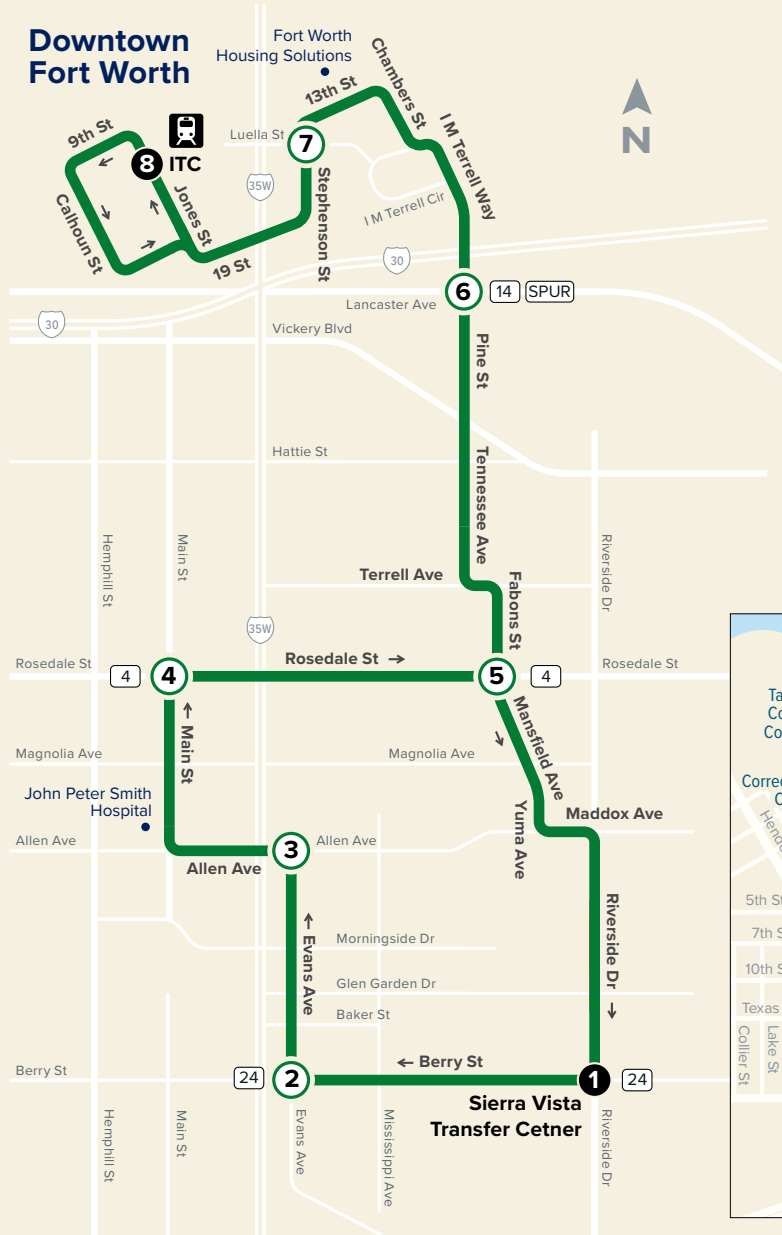 Downtown
Fort Worth
Fort Worth
Housing Solutions
13th St
Chambers St
I M Terrell Way
N
9th St
8
ITC
Luella St
7
35W
Calhoun St
Jones St
Stephenson St
I M Terrell Cir
19 St
30
6
14
SPUR
Lancaster Ave
30
Vickery Blvd
Pine St
Hattie St
Tennessee Ave
Hemphill St
Main St
Riverside Dr
Terrell Ave
Fabons St
35W
Rosedale St
4
4
Rosedale St →
5
4
Rosedale St
Main St
Mansfield Ave
Magnolia Ave
Magnolia Ave
John Peter Smith
Hospital
Yuma Ave
Maddox Ave
Allen Ave
3
Allen Ave
Allen Ave
Riverside Dr
Evans Ave
Morningside Dr
Glen Garden Dr
Baker St
Berry St
24
2
← Berry St
1
24
Sierra Vista
Transfer Cetner
Hemphill St
Main St
Evans Ave
Mississippi Ave
Riverside Dr
Ta
Co
Co
Corre
C
Hend
5th S
7th S
10th S
Texas
Collier St
Lake St